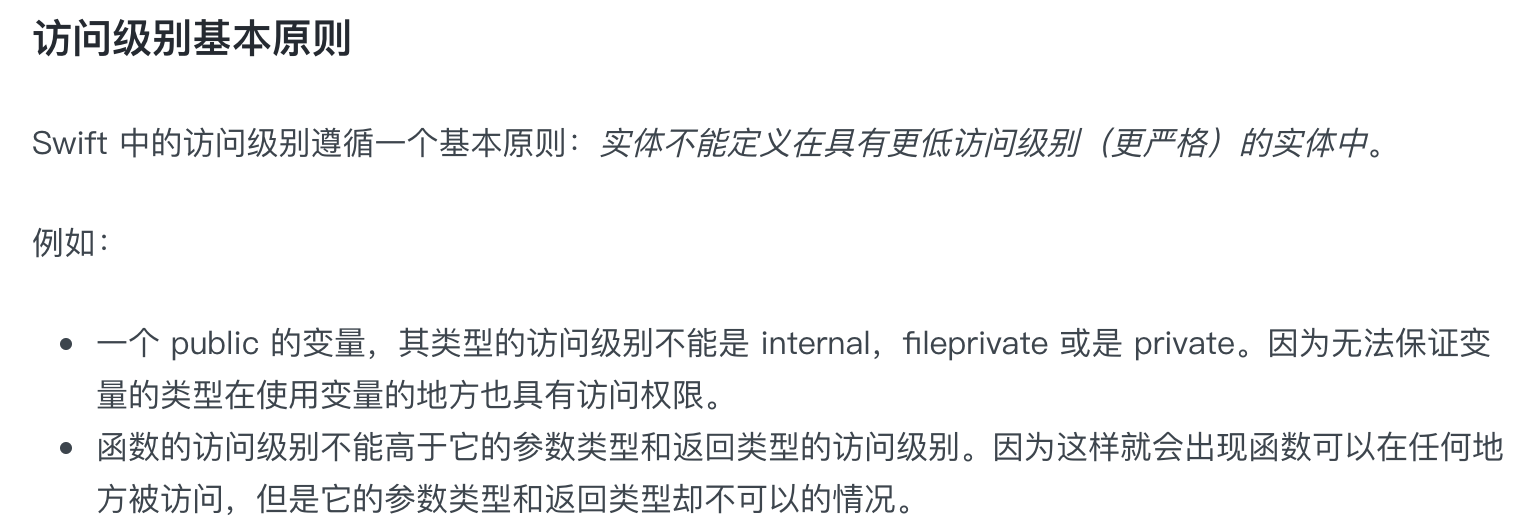 访问级别基本原则
Swift 中的访问级别遵循一个基本原则：实体不能定义在具有更低访问级别（更严格）的实体中。
例如：
• 一个 public 的变量，其类型的访问级别不能是 internal，fileprivate 或是 private。因为无法保证变
量的类型在使用变量的地方也具有访问权限。
• 函数的访问级别不能高于它的参数类型和返回类型的访问级别。因为这样就会出现函数可以在任何地
方被访问，但是它的参数类型和返回类型却不可以的情况。